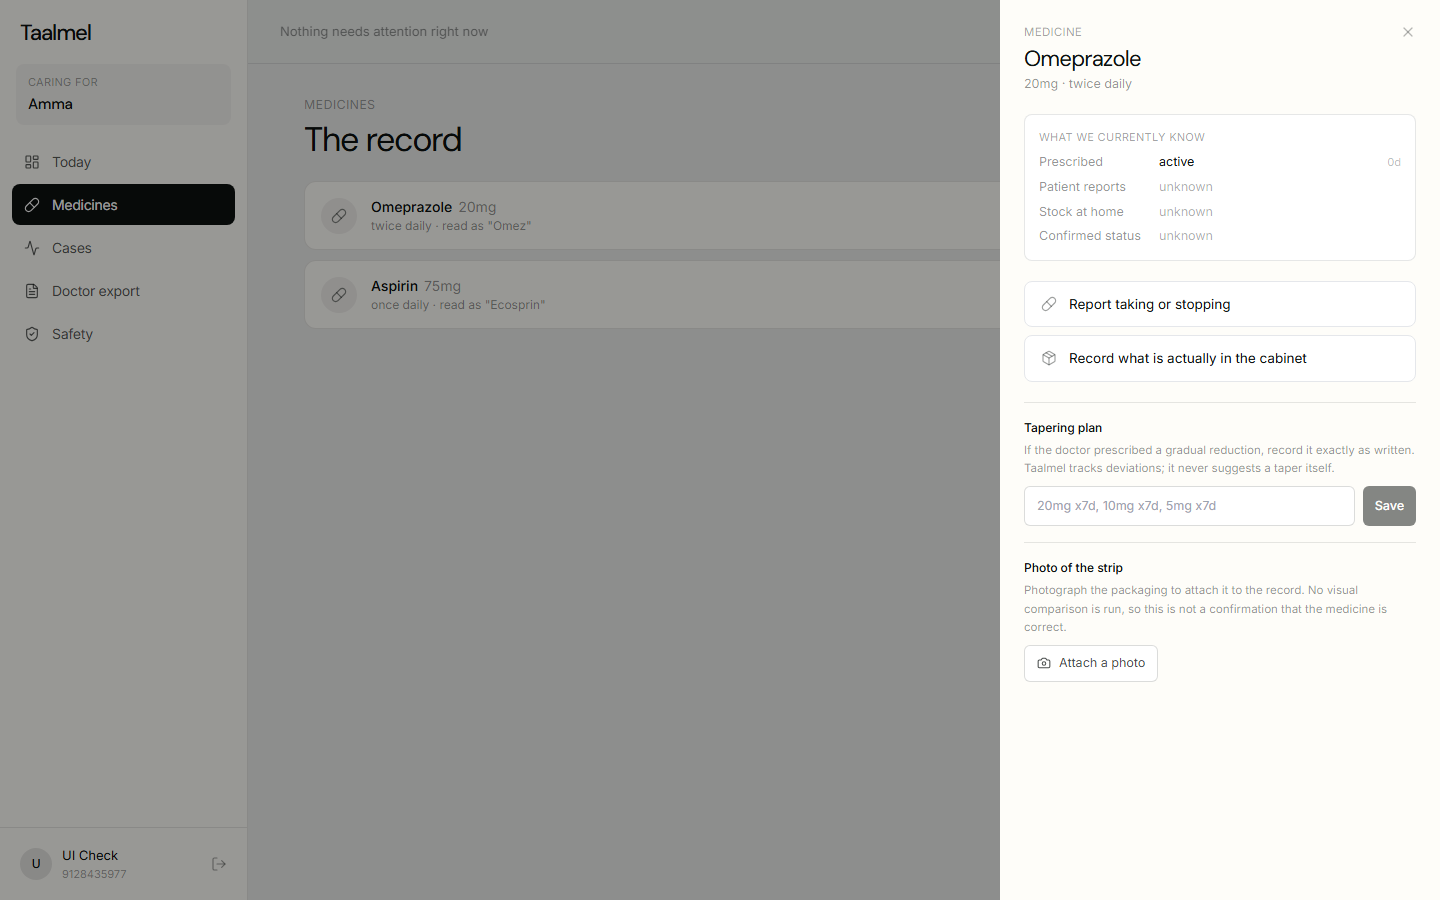 Taalmel
CARING FOR
Amma
Today
Medicines
Cases
Doctor export
Safety
UI Check
9128435977
U
Nothing needs attention right now
MEDICINES
The record
Omeprazole 20mg
twice daily · read as "Omez"
Aspirin 75mg
once daily · read as "Ecosprin"
MEDICINE
Omeprazole
20mg · twice daily
WHAT WE CURRENTLY KNOW
Prescribed active 0d
Patient reports unknown
Stock at home unknown
Confirmed status unknown
Report taking or stopping
Record what is actually in the cabinet
Tapering plan
If the doctor prescribed a gradual reduction, record it exactly as written.
Taalmel tracks deviations; it never suggests a taper itself.
20mg x7d, 10mg x7d, 5mg x7d Save
Photo of the strip
Photograph the packaging to attach it to the record. No visual
comparison is run, so this is not a confirmation that the medicine is
correct.
Attach a photo